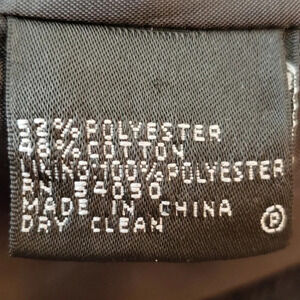 52% POLYESTER
48% COTTON
LINING: 100% POLYESTER
RN 54050
MADE IN CHINA
DRY CLEAN Ⓟ